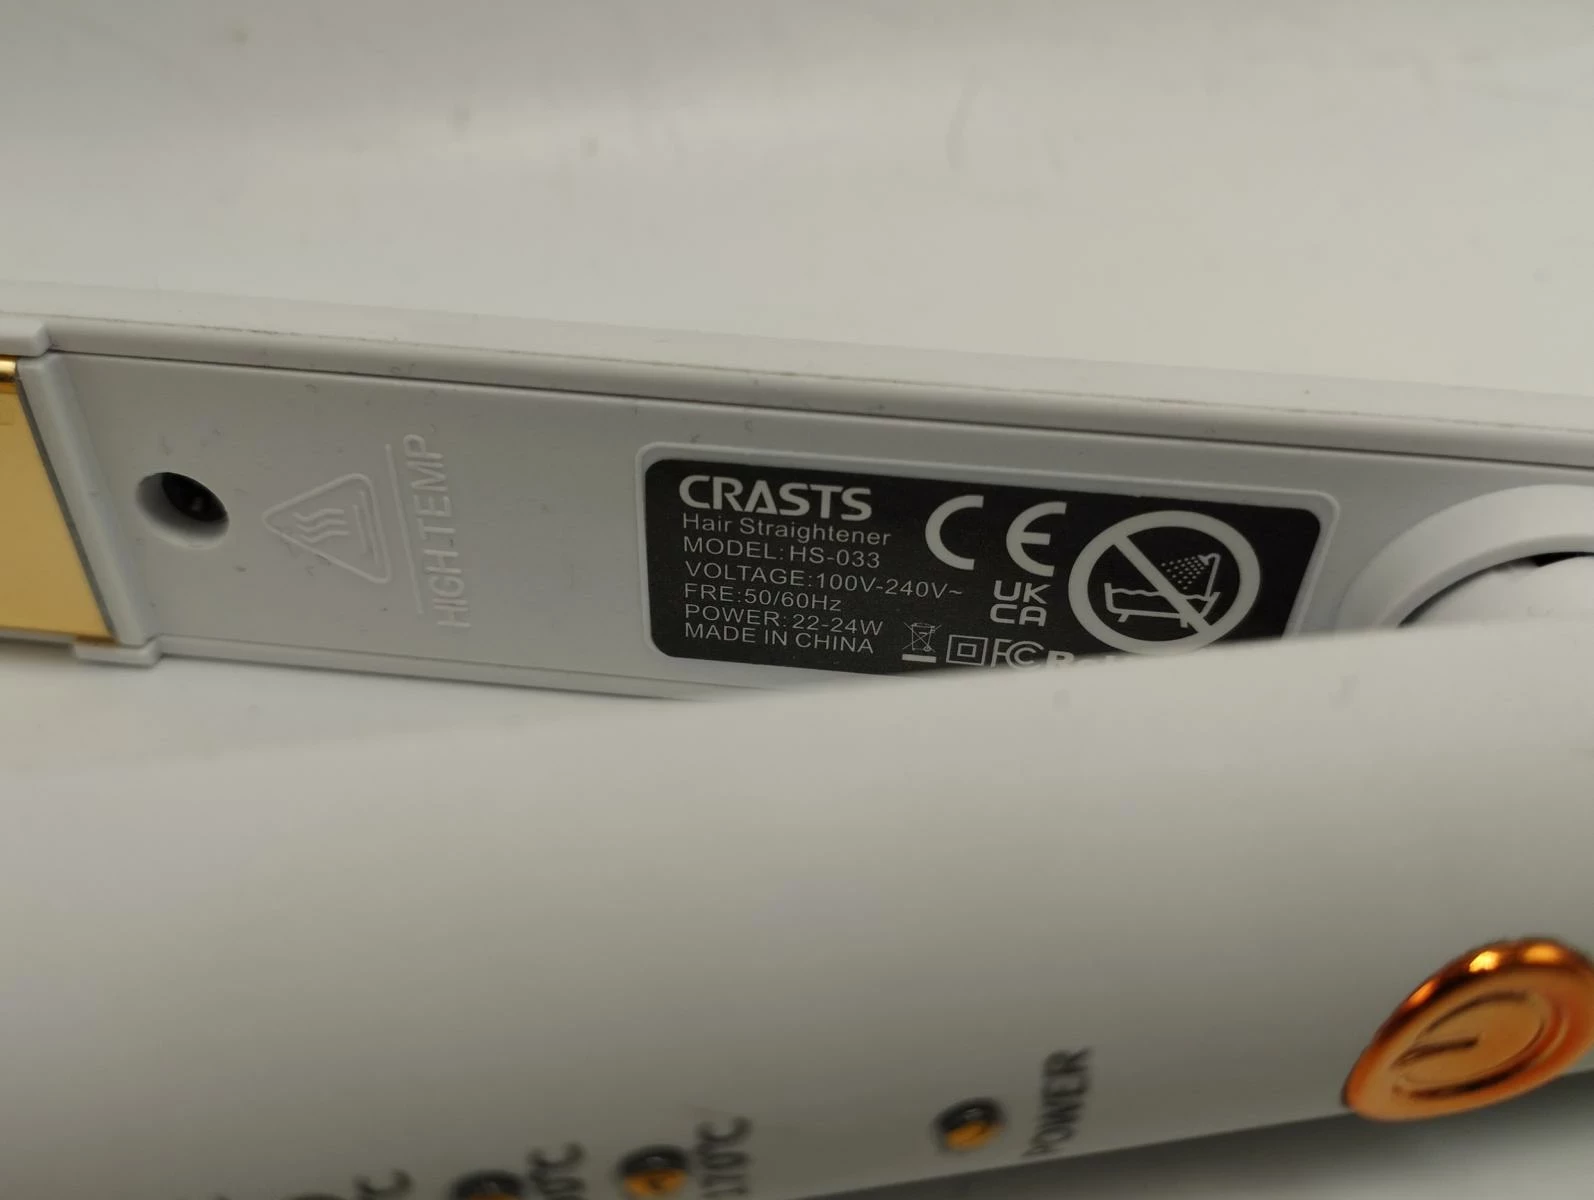 HIGH-TEMP.
CRASTS
Hair Straightener
MODEL:HS-033
VOLTAGE:100V-240V~
FRE:50/60Hz
POWER:22-24W
MADE IN CHINA
CE
UK
CA
FC
POWER
170°C